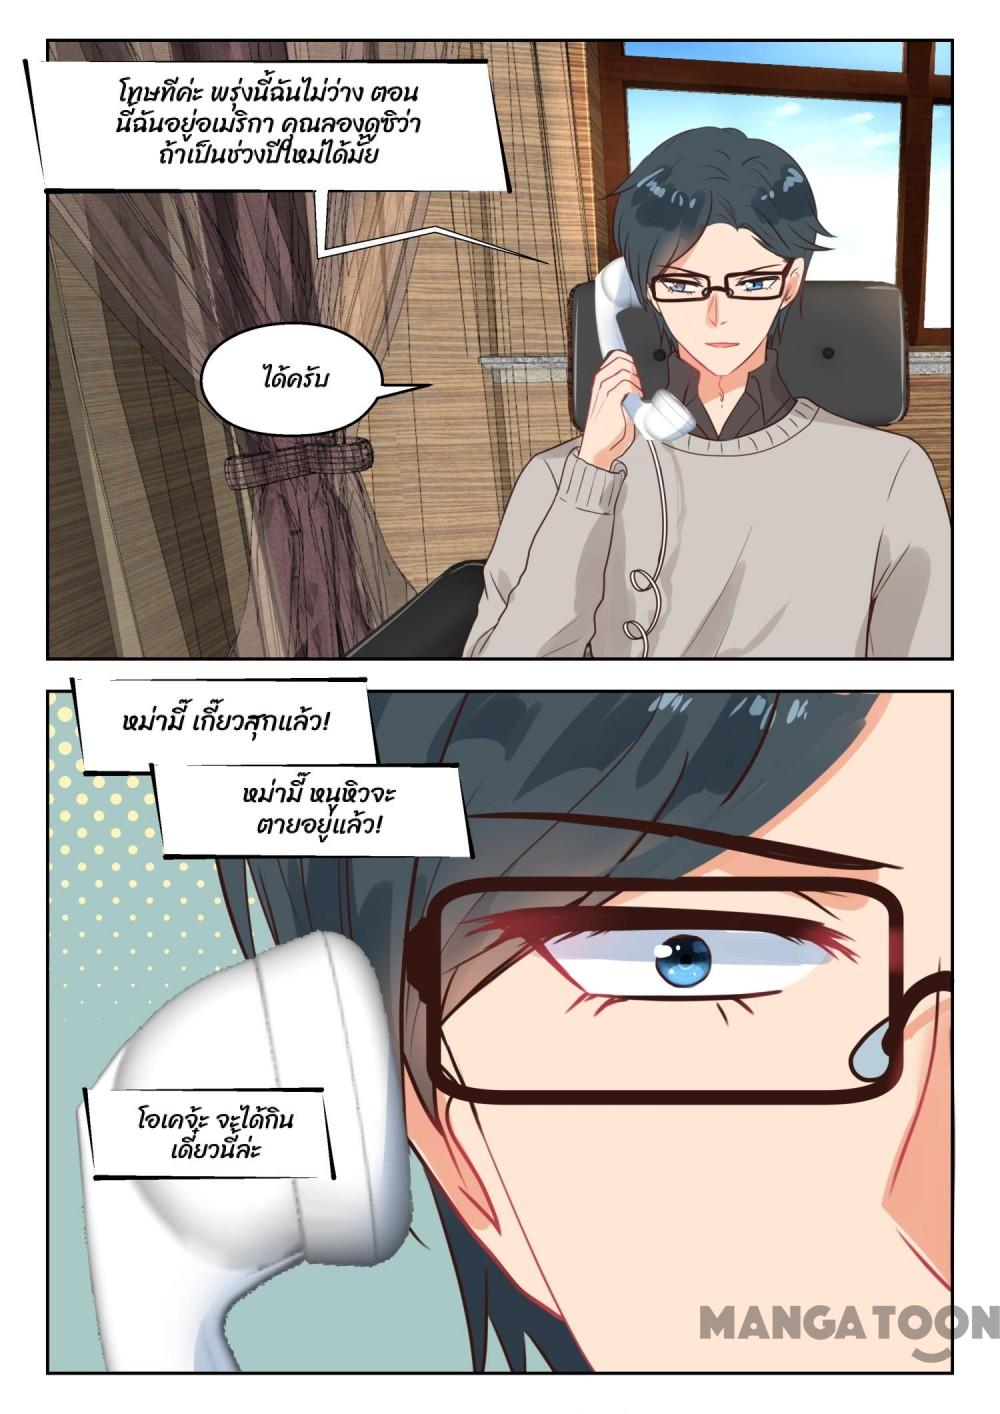 โทษทีค่ะ พรุ่งนี้ฉันไม่ว่าง ตอน
นี้ฉันอยู่อเมริกา คุณลองดูซิว่า
ถ้าเป็นช่วงปีใหม่ได้มั้ย
ได้ครับ
หม่ามี๊ เกี๊ยวสุกแล้ว!
หม่ามี๊ หนูหิวจะ
ตายอยู่แล้ว!
โอเคจ้ะ จะได้กิน
เดี๋ยวนี้ล่ะ
MANGATOON